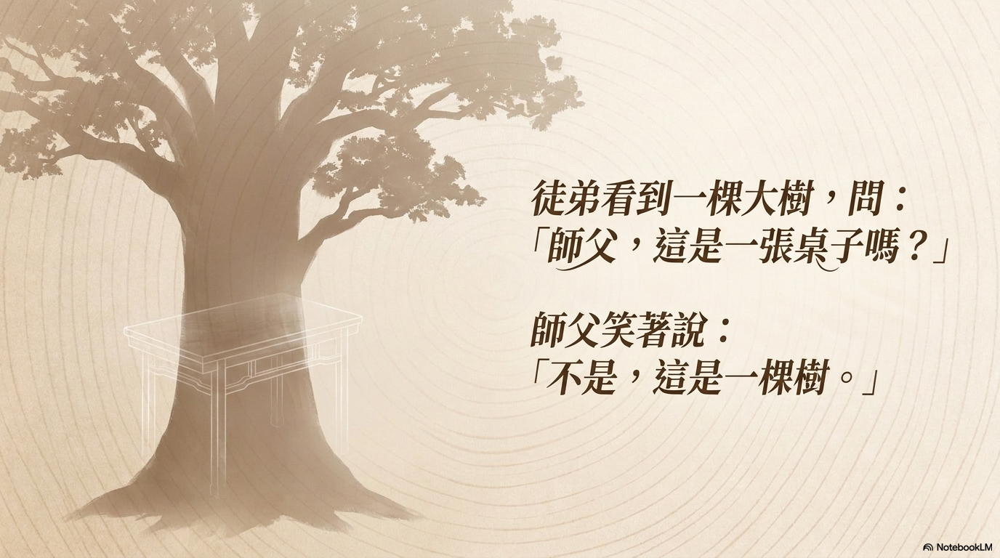 徒弟看到一棵大樹，問：
「師父，這是一張桌子嗎？」
師父笑著說：
「不是，這是一棵樹。」
NotebookLM